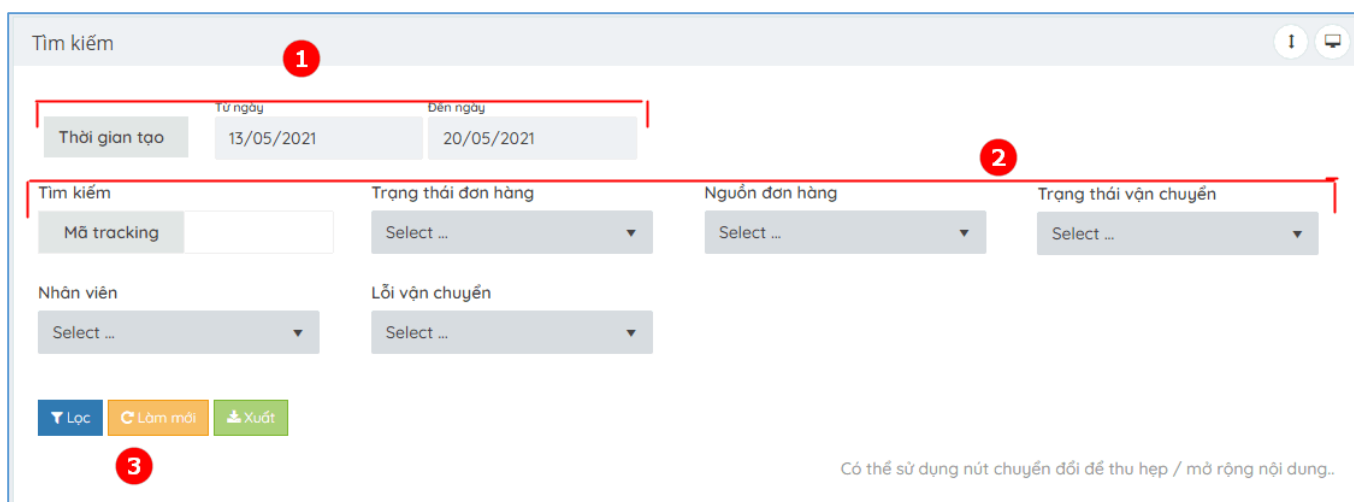 Tìm kiếm
1
Từ ngày Đến ngày
Thời gian tạo 13/05/2021 20/05/2021
2
Tìm kiếm Trạng thái đơn hàng Nguồn đơn hàng Trạng thái vận chuyển
Mã tracking Select ... Select ... Select ...
Nhân viên Lỗi vận chuyển
Select ... Select ...
Lọc Làm mới Xuất
3
Có thể sử dụng nút chuyển đổi để thu hẹp / mở rộng nội dung..